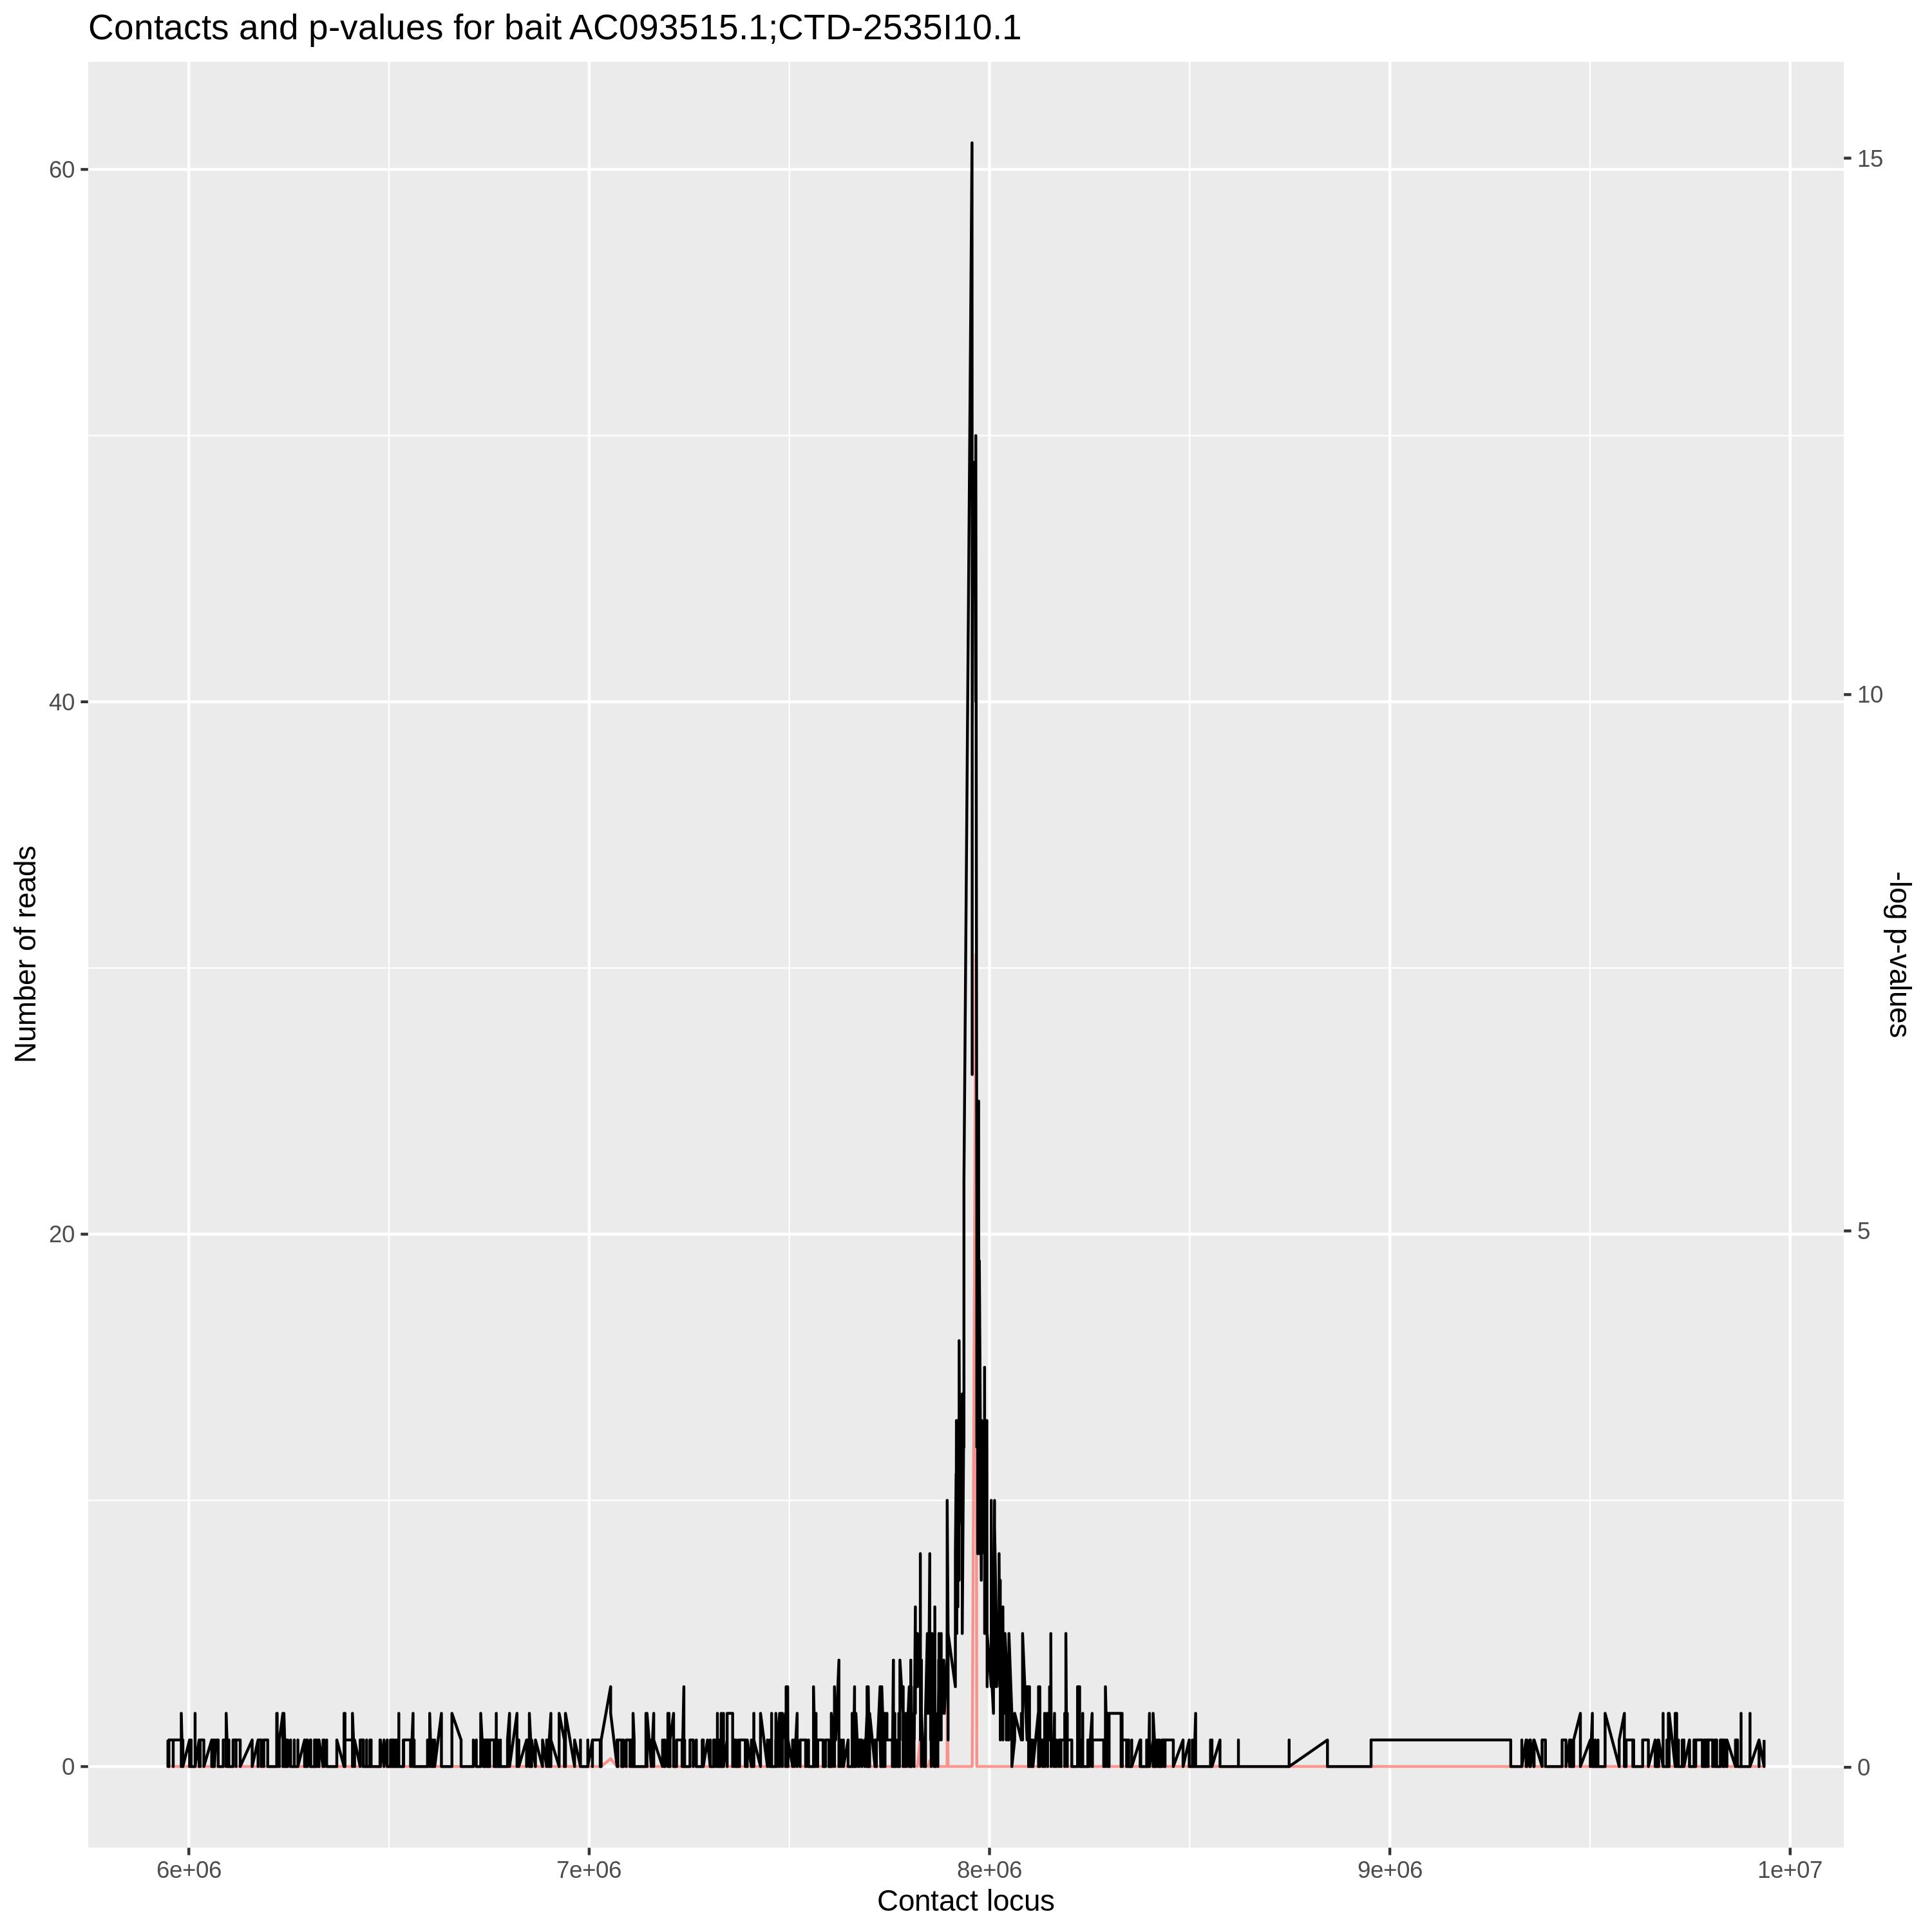 Contacts and p-values for bait AC093515.1;CTD-2535I10.1
60
40
20
0
15
10
5
0
Number of reads
-log p-values
6e+06 7e+06 8e+06 9e+06 1e+07
Contact locus